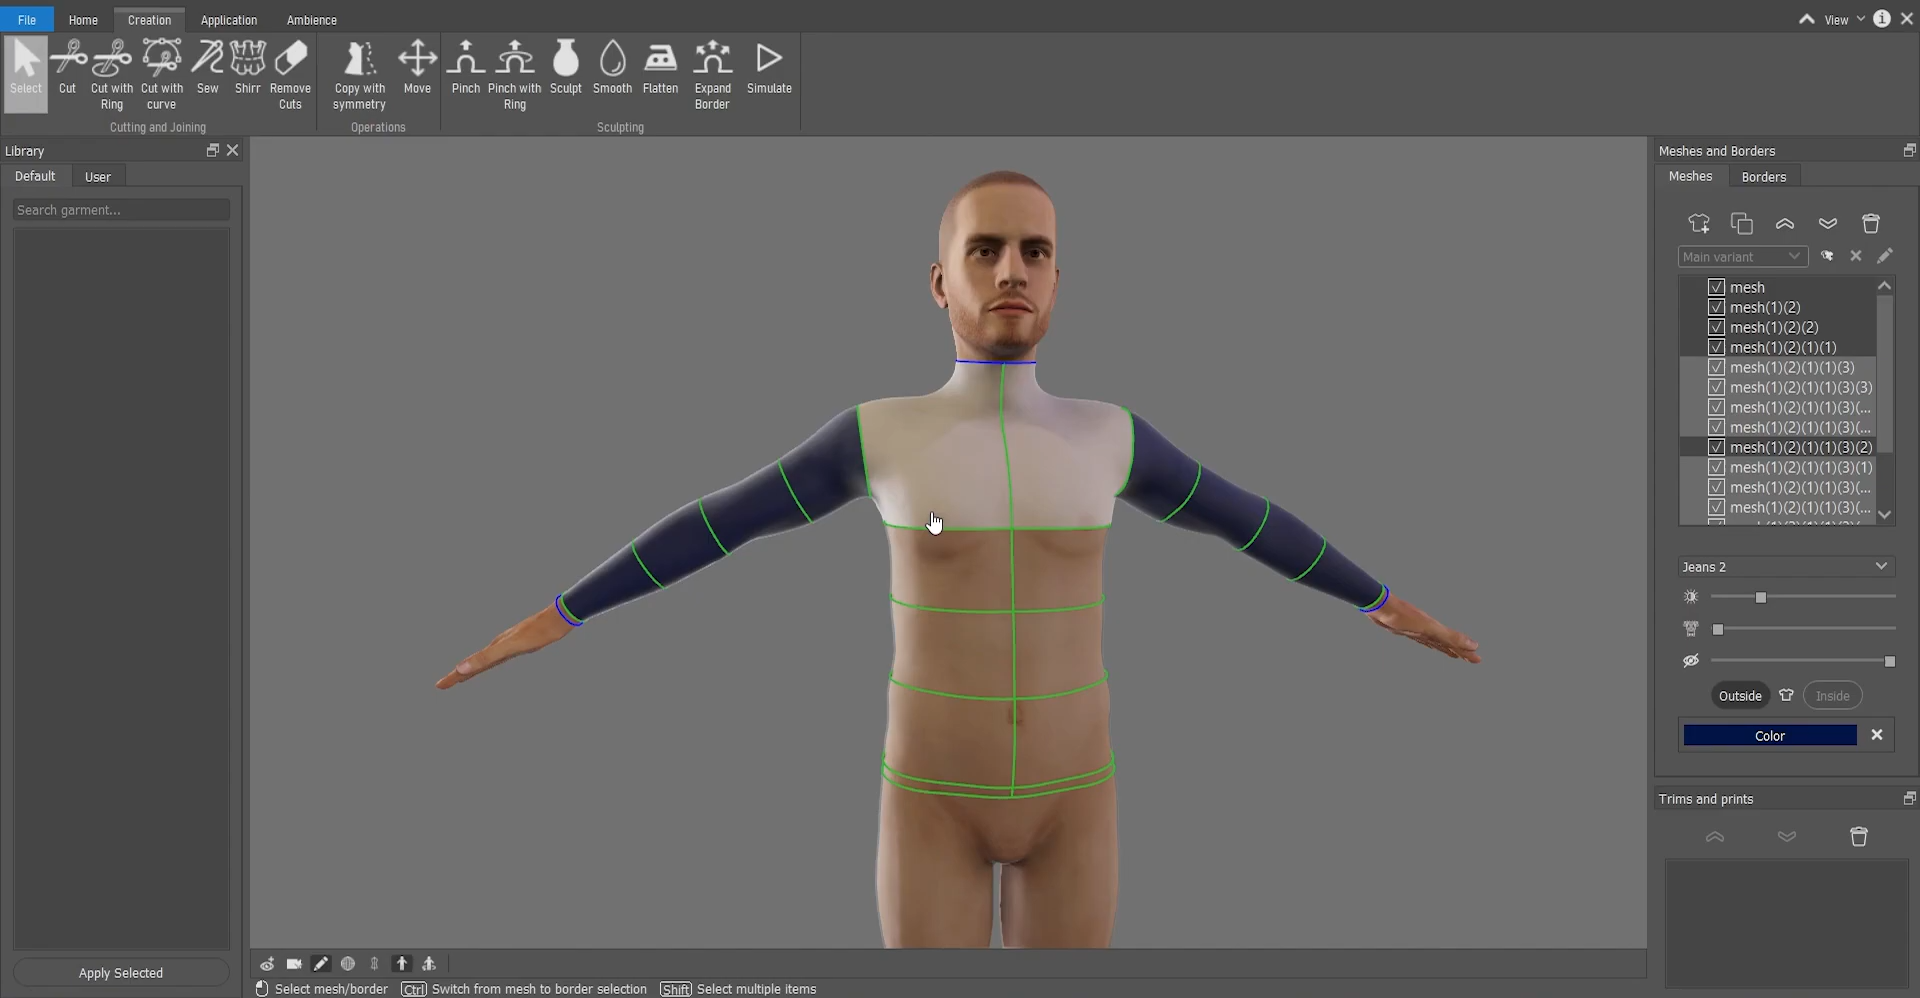 File Home Creation Application Ambience View
Select Cut Cut with Ring Cut with curve Sew Shirr Remove Cuts Copy with symmetry Move Pinch Pinch with Ring Sculpt Smooth Flatten Expand Border Simulate
Cutting and Joining Operations Sculpting
Library
Default User
Search garment...
Apply Selected
Meshes and Borders
Meshes Borders
Main variant
mesh
mesh(1)(2)
mesh(1)(2)(2)
mesh(1)(2)(1)(1)
mesh(1)(2)(1)(1)(3)
mesh(1)(2)(1)(1)(3)(3)
mesh(1)(2)(1)(1)(3)(...
mesh(1)(2)(1)(1)(3)(...
mesh(1)(2)(1)(1)(3)(2)
mesh(1)(2)(1)(1)(3)(1)
mesh(1)(2)(1)(1)(3)(...
mesh(1)(2)(1)(1)(3)(...
Jeans 2
Outside Inside
Color
Trims and prints
Select mesh/border Ctrl Switch from mesh to border selection Shift Select multiple items